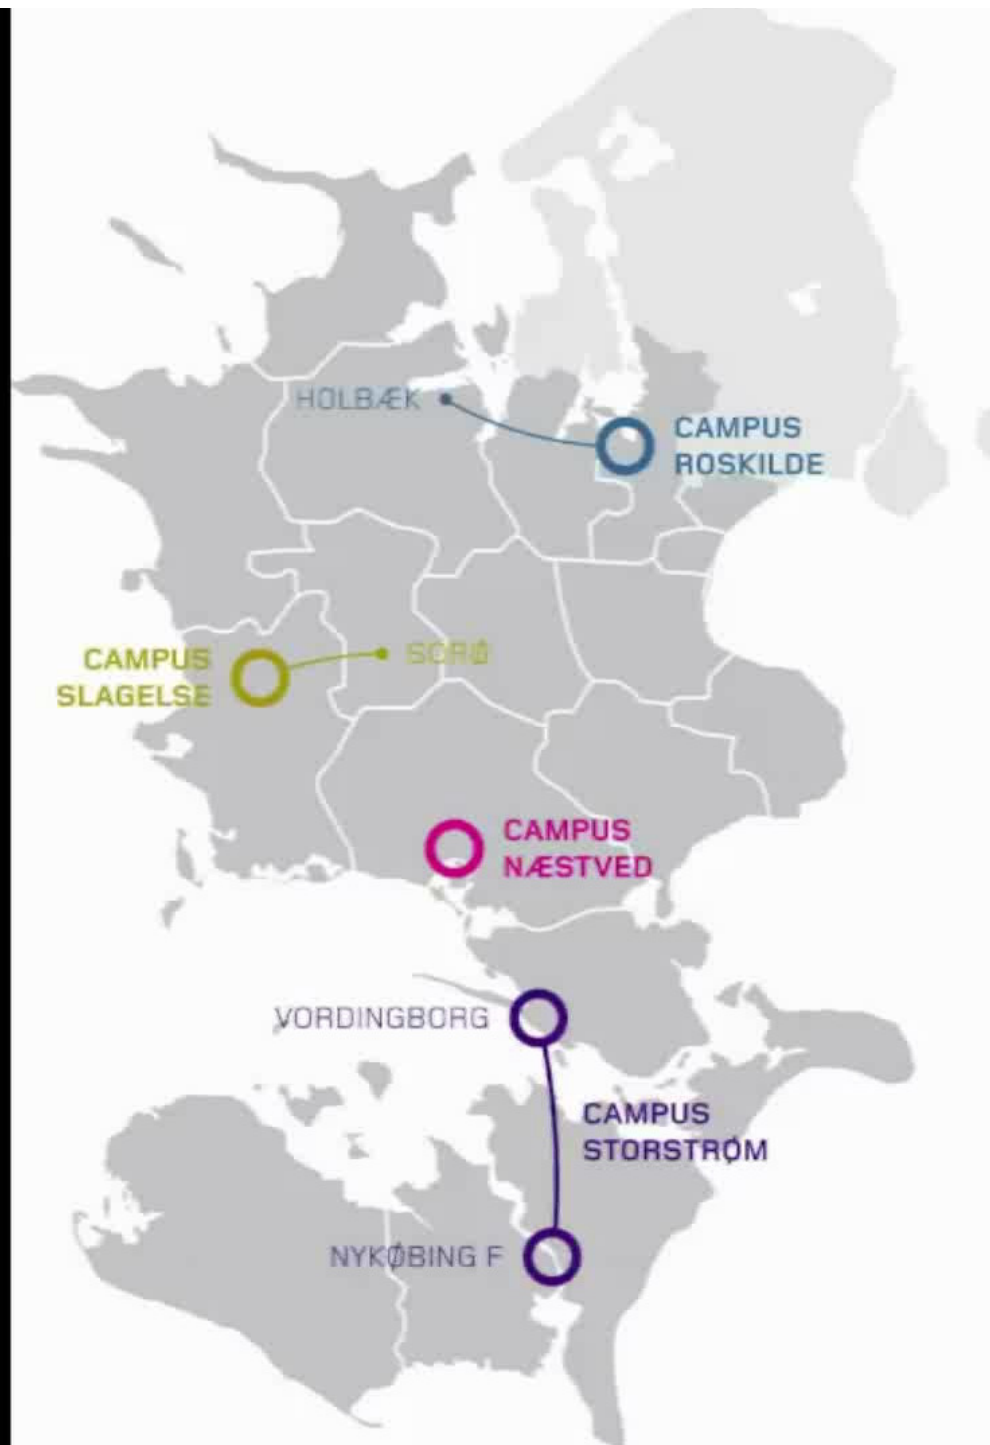 HOLBÆK
CAMPUS
ROSKILDE
CAMPUS
SLAGELSE
SORØ
CAMPUS
NÆSTVED
VORDINGBORG
CAMPUS
STORSTRØM
NYKØBING F